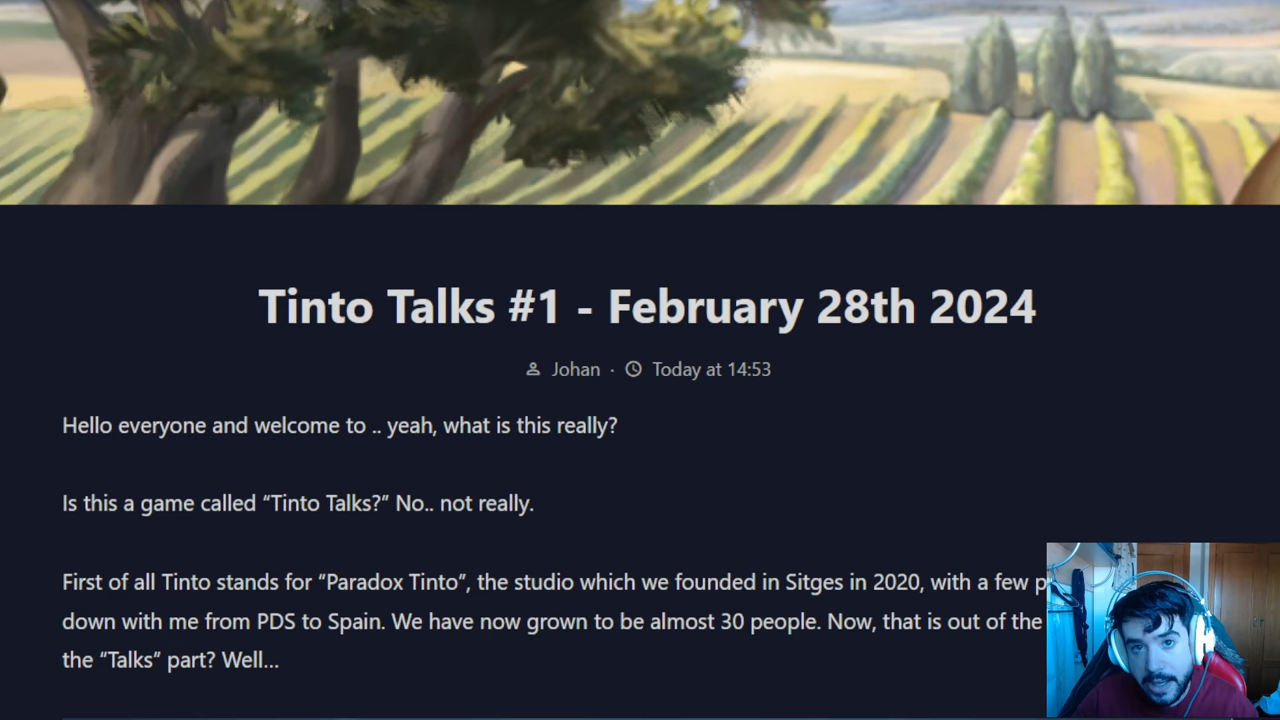 Tinto Talks #1 - February 28th 2024
Johan · Today at 14:53
Hello everyone and welcome to .. yeah, what is this really?
Is this a game called “Tinto Talks?” No.. not really.
First of all Tinto stands for “Paradox Tinto”, the studio which we founded in Sitges in 2020, with a few
down with me from PDS to Spain. We have now grown to be almost 30 people. Now, that is out of the
the “Talks” part? Well...